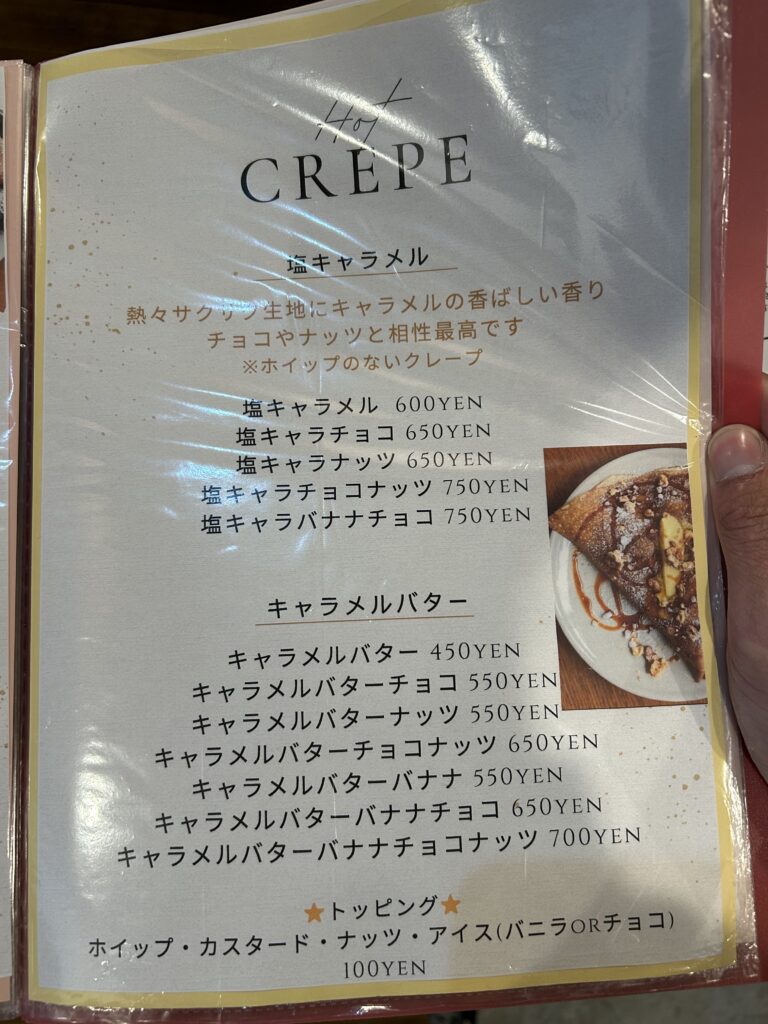 Hot
CRÊPE
塩キャラメル
熱々サクリツ生地にキャラメルの香ばしい香り
チョコやナッツと相性最高です
※ホイップのないクレープ
塩キャラメル 600YEN
塩キャラチョコ 650YEN
塩キャラナッツ 650YEN
塩キャラチョコナッツ 750YEN
塩キャラバナナチョコ 750YEN
キャラメルバター
キャラメルバター 450YEN
キャラメルバターチョコ 550YEN
キャラメルバターナッツ 550YEN
キャラメルバターチョコナッツ 650YEN
キャラメルバターバナナ 550YEN
キャラメルバターバナナチョコ 650YEN
キャラメルバターバナナチョコナッツ 700YEN
⭐トッピング⭐
ホイップ・カスタード・ナッツ・アイス(バニラORチョコ)
100YEN